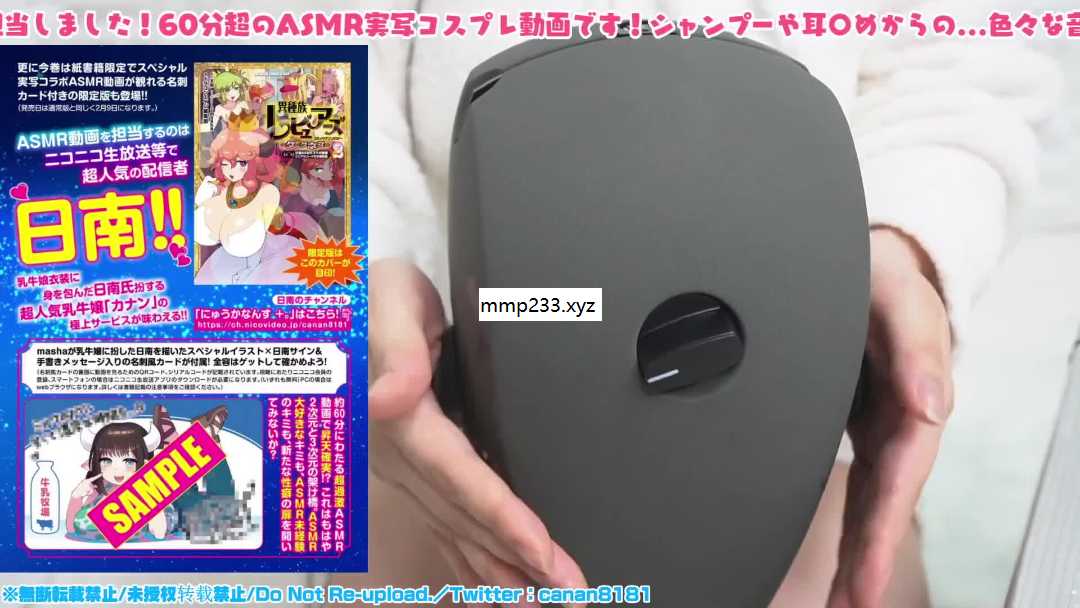 担当しました！60分超のASMR実写コスプレ動画です！シャンプーや耳〇めからの…色々な音
更に今巻は紙書籍限定でスペシャル
実写コラボASMR動画が観れる名刺
カード付きの限定版も登場!!
(発売日は通常版と同じく2月9日になります。)
ASMR動画を担当するのは
ニコニコ生放送等で
超人気の配信者
日南!!
乳牛娘衣装に
身を包んだ日南氏扮する
超人気乳牛嬢「カナン」の
極上サービスが味わえる!!
異種族
レビュアーズ
限定版は
このカバーが
目印!
日南のチャンネル
「にゅうかなんす.+。」はこちら!
https://ch.nicovideo.jp/canan8181
mashaが乳牛嬢に扮した日南を描いたスペシャルイラスト×日南サイン&
手書きメッセージ入りの名刺風カードが付属! 全容はゲットして確かめよう!
約60分にわたる超過激ASMR
動画で昇天確実!? これはもはや
2次元と3次元の架け橋。ASMR
大好きなキミも、ASMR未経験
のキミも、新たな性癖の扉を開い
てみないか?
牛乳牧場
SAMPLE
mmp233.xyz
※無断転載禁止/未授权转载禁止/Do Not Re-upload.／Twitter：canan8181